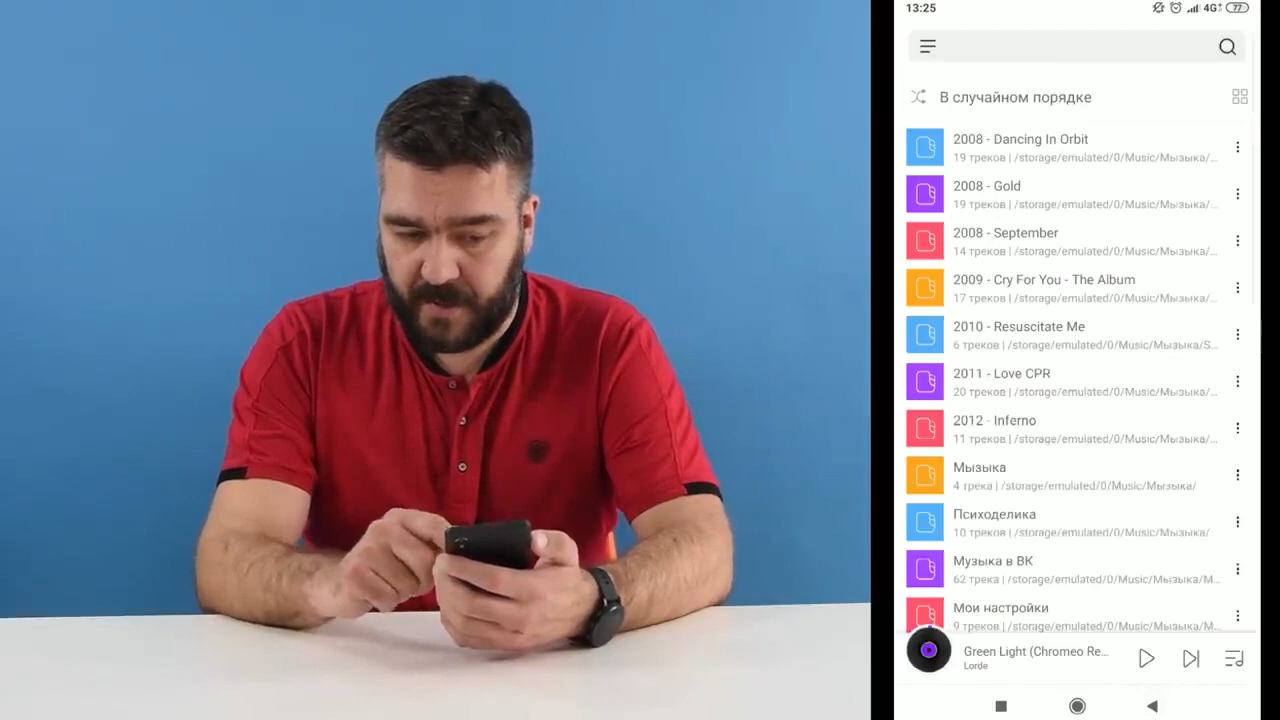 13:25
4G+ 77
В случайном порядке
2008 - Dancing In Orbit
19 треков | /storage/emulated/0/Music/Мызыка/...
2008 - Gold
19 треков | /storage/emulated/0/Music/Мызыка/...
2008 - September
14 треков | /storage/emulated/0/Music/Мызыка/...
2009 - Cry For You - The Album
17 треков | /storage/emulated/0/Music/Мызыка/...
2010 - Resuscitate Me
6 треков | /storage/emulated/0/Music/Мызыка/S...
2011 - Love CPR
20 треков | /storage/emulated/0/Music/Мызыка/...
2012 - Inferno
11 треков | /storage/emulated/0/Music/Мызыка/...
Мызыка
4 трека | /storage/emulated/0/Music/Мызыка/
Психоделика
10 треков | /storage/emulated/0/Music/Мызыка/
Музыка в ВК
62 трека | /storage/emulated/0/Music/Мызыка/М...
Мои настройки
9 треков | /storage/emulated/0/Music/Мызыка/М...
Green Light (Chromeo Re...
Lorde